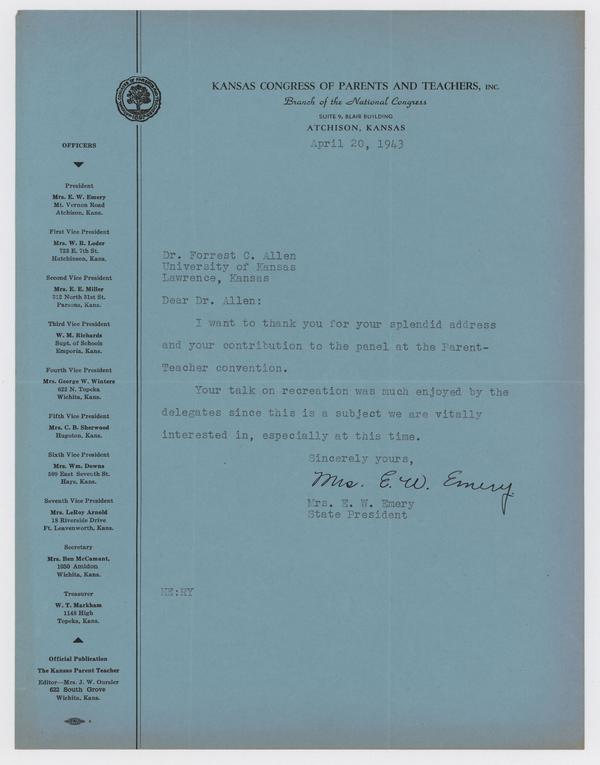 KANSAS CONGRESS OF PARENTS AND TEACHERS, INC.
Branch of the National Congress
SUITE 9, BLAIR BUILDING
ATCHISON, KANSAS
April 20, 1943
OFFICERS
President
Mrs. E. W. Emery
Mt. Vernon Road
Atchison, Kans.
First Vice President
Mrs. W. R. Loder
723 E. 7th St.
Hutchinson, Kans.
Second Vice President
Mrs. E. E. Miller
312 North 31st St.
Parsons, Kans.
Third Vice President
W. M. Richards
Supt. of Schools
Emporia, Kans.
Fourth Vice President
Mrs. George W. Winters
622 N. Topeka
Wichita, Kans.
Fifth Vice President
Mrs. C. B. Sherwood
Hugoton, Kans.
Sixth Vice President
Mrs. Wm. Downs
509 East Seventh St.
Hays, Kans.
Seventh Vice President
Mrs. LeRoy Arnold
18 Riverside Drive
Ft. Leavenworth, Kans.
Secretary
Mrs. Ben McCamant,
1050 Amidon
Wichita, Kans.
Treasurer
W. T. Markham
1148 High
Topeka, Kans.
Official Publication
The Kansas Parent Teacher
Editor—Mrs. J. W. Oursler
622 South Grove
Wichita, Kans.
Dr. Forrest C. Allen
University of Kansas
Lawrence, Kansas
Dear Dr. Allen:
I want to thank you for your splendid address
and your contribution to the panel at the Parent-
Teacher convention.
Your talk on recreation was much enjoyed by the
delegates since this is a subject we are vitally
interested in, especially at this time.
Sincerely yours,
Mrs. E. W. Emery
Mrs. E. W. Emery
State President
ME:HY